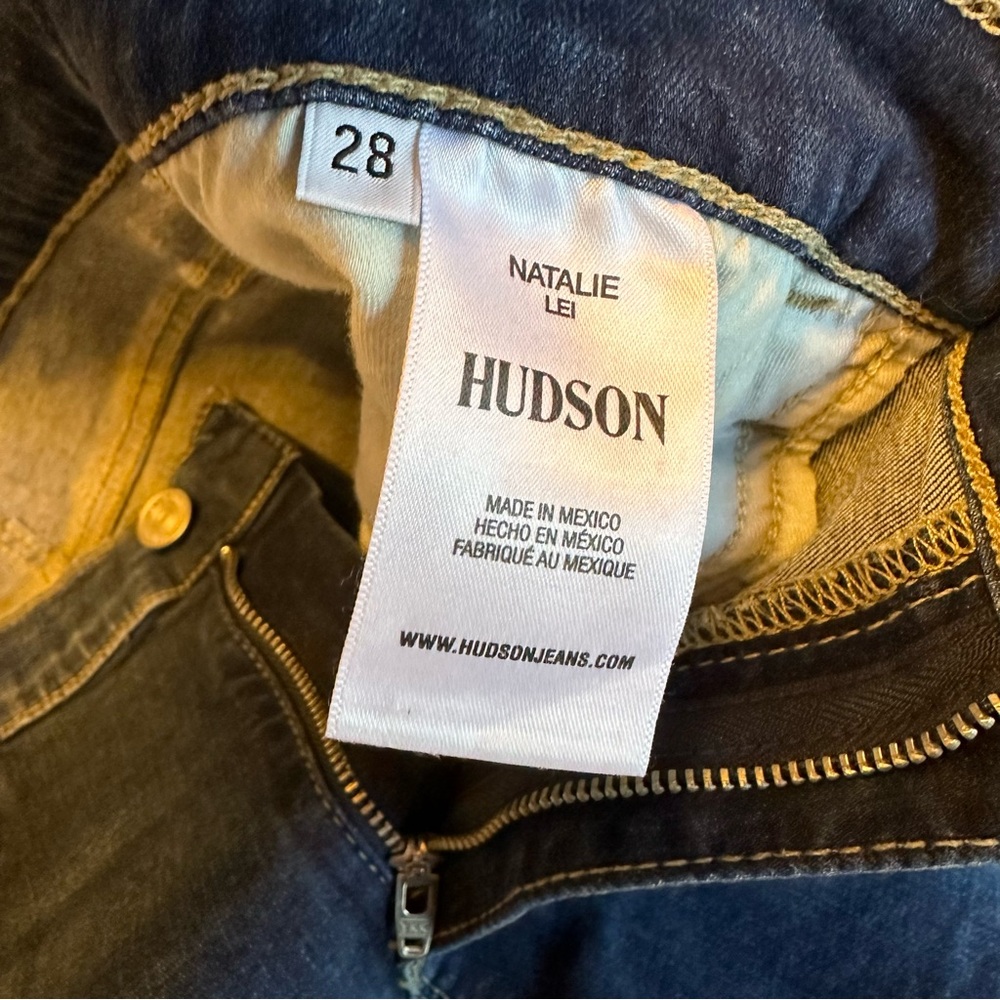 28
NATALIE
LEI
HUDSON
MADE IN MEXICO
HECHO EN MÉXICO
FABRIQUÉ AU MEXIQUE
WWW.HUDSONJEANS.COM